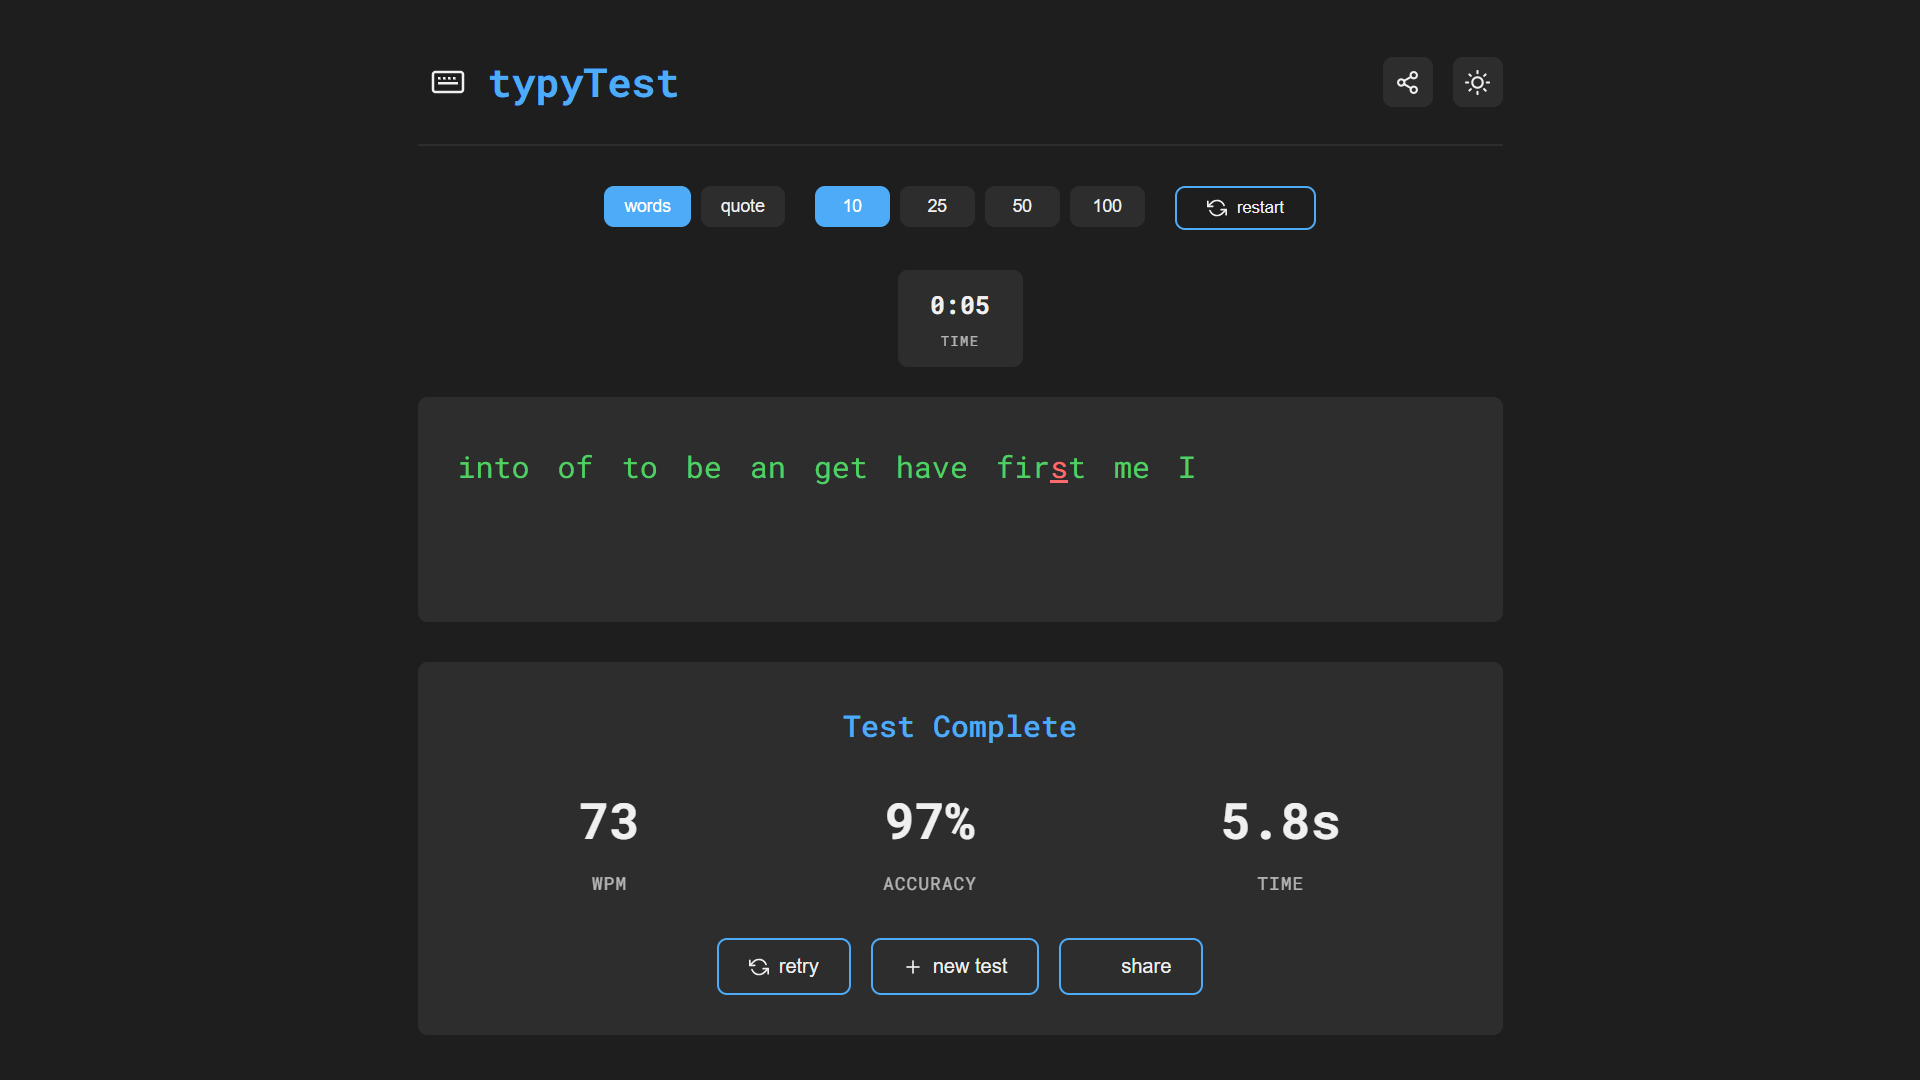 typyTest
words quote 10 25 50 100 restart
0:05
TIME
into of to be an get have first me I
Test Complete
73 97% 5.8s
WPM ACCURACY TIME
retry new test share